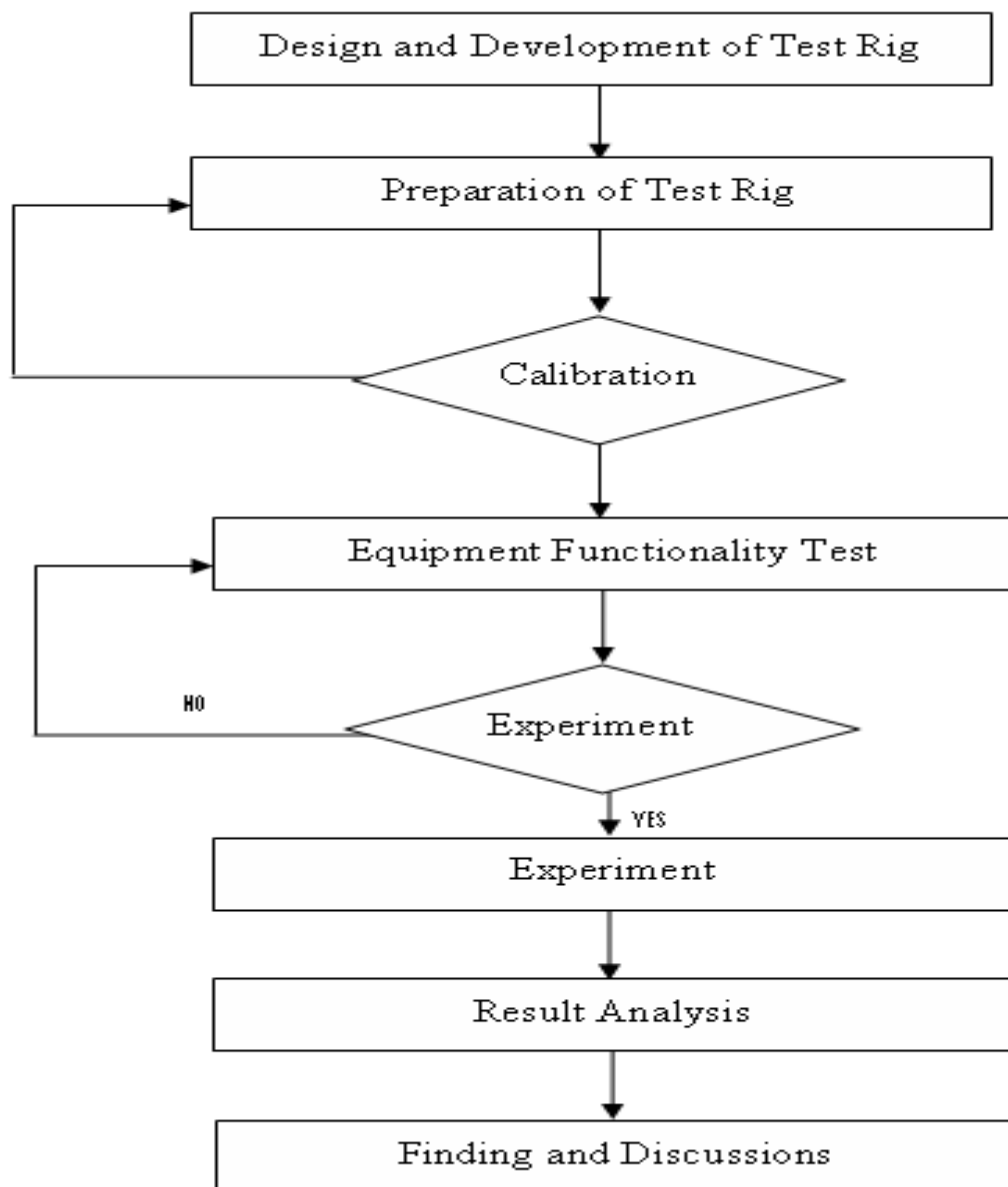 Design and Development of Test Rig
Preparation of Test Rig
Calibration
Equipment Functionality Test
NO
Experiment
YES
Experiment
Result Analysis
Finding and Discussions